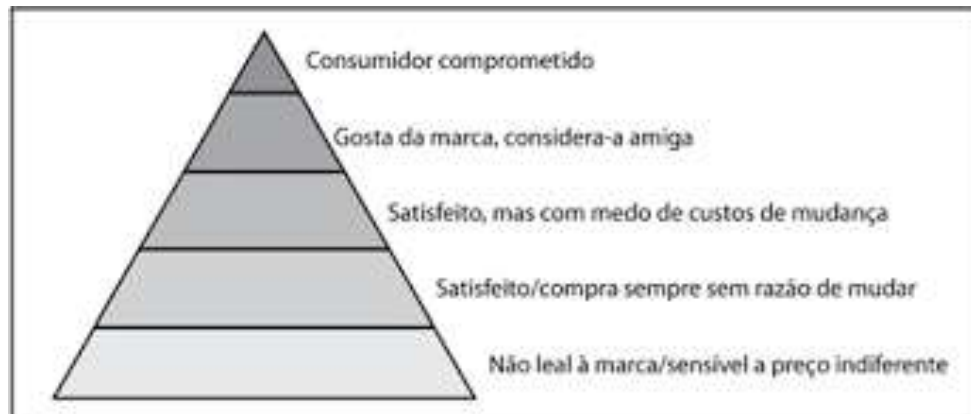 Consumidor comprometido
Gosta da marca, considera-a amiga
Satisfeito, mas com medo de custos de mudança
Satisfeito/compra sempre sem razão de mudar
Não leal à marca/sensível a preço indiferente